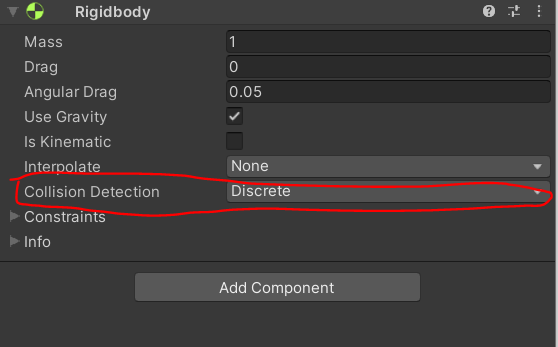 Rigidbody
Mass 1
Drag 0
Angular Drag 0.05
Use Gravity
Is Kinematic
Interpolate None
Collision Detection Discrete
Constraints
Info
Add Component